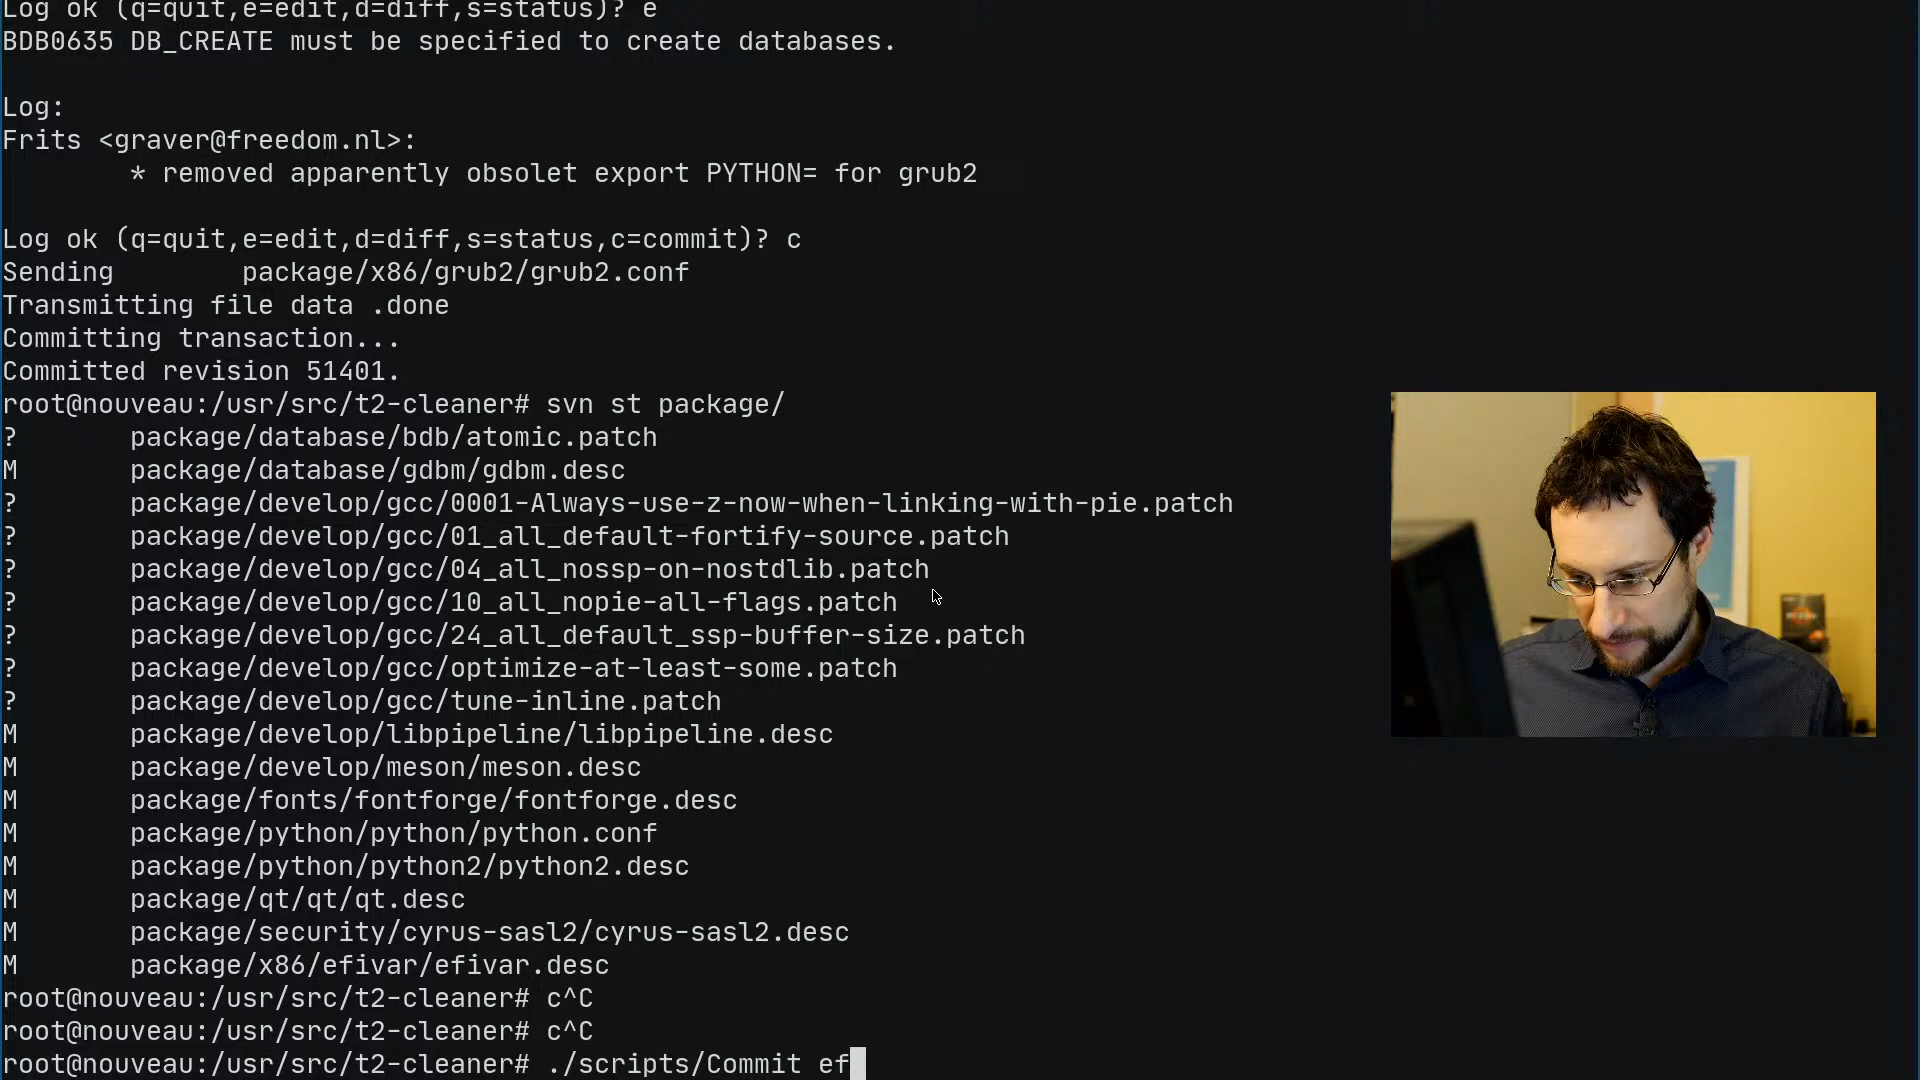 Log ok (q=quit,e=edit,d=diff,s=status)? e
BDB0635 DB_CREATE must be specified to create databases.
Log:
Frits <graver@freedom.nl>:
* removed apparently obsolet export PYTHON= for grub2
Log ok (q=quit,e=edit,d=diff,s=status,c=commit)? c
Sending package/x86/grub2/grub2.conf
Transmitting file data .done
Committing transaction...
Committed revision 51401.
root@nouveau:/usr/src/t2-cleaner# svn st package/
? package/database/bdb/atomic.patch
M package/database/gdbm/gdbm.desc
? package/develop/gcc/0001-Always-use-z-now-when-linking-with-pie.patch
? package/develop/gcc/01_all_default-fortify-source.patch
? package/develop/gcc/04_all_nossp-on-nostdlib.patch
? package/develop/gcc/10_all_nopie-all-flags.patch
? package/develop/gcc/24_all_default_ssp-buffer-size.patch
? package/develop/gcc/optimize-at-least-some.patch
? package/develop/gcc/tune-inline.patch
M package/develop/libpipeline/libpipeline.desc
M package/develop/meson/meson.desc
M package/fonts/fontforge/fontforge.desc
M package/python/python/python.conf
M package/python/python2/python2.desc
M package/qt/qt/qt.desc
M package/security/cyrus-sasl2/cyrus-sasl2.desc
M package/x86/efivar/efivar.desc
root@nouveau:/usr/src/t2-cleaner# c^C
root@nouveau:/usr/src/t2-cleaner# c^C
root@nouveau:/usr/src/t2-cleaner# ./scripts/Commit ef